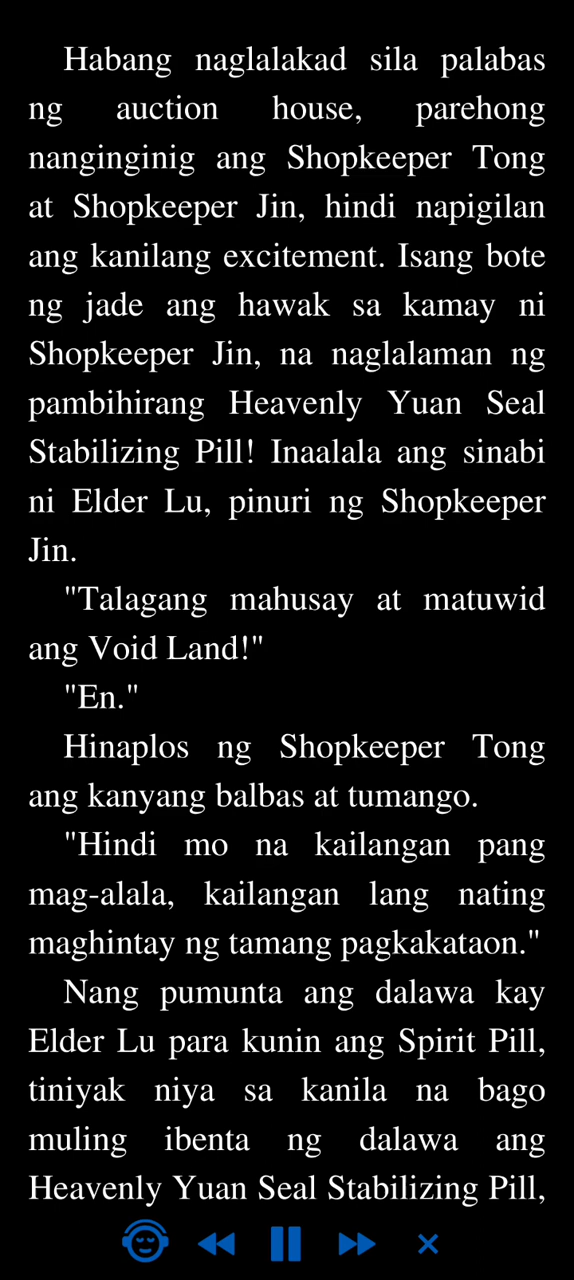 Habang naglalakad sila palabas
ng auction house, parehong
nanginginig ang Shopkeeper Tong
at Shopkeeper Jin, hindi napigilan
ang kanilang excitement. Isang bote
ng jade ang hawak sa kamay ni
Shopkeeper Jin, na naglalaman ng
pambihirang Heavenly Yuan Seal
Stabilizing Pill! Inaalala ang sinabi
ni Elder Lu, pinuri ng Shopkeeper
Jin.
"Talagang mahusay at matuwid
ang Void Land!"
"En."
Hinaplos ng Shopkeeper Tong
ang kanyang balbas at tumango.
"Hindi mo na kailangan pang
mag-alala, kailangan lang nating
maghintay ng tamang pagkakataon."
Nang pumunta ang dalawa kay
Elder Lu para kunin ang Spirit Pill,
tiniyak niya sa kanila na bago
muling ibenta ng dalawa ang
Heavenly Yuan Seal Stabilizing Pill,